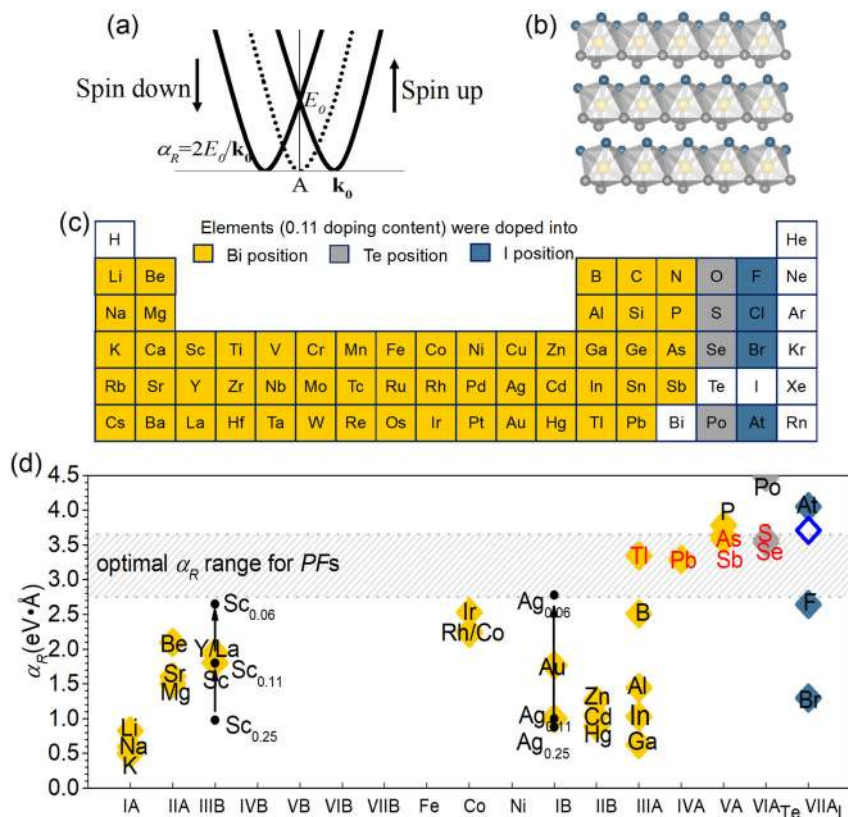 (a)
Spin down
Spin up
E₀
α_R=2E₀/k₀
A
k₀
(b)
(c)
Elements (0.11 doping content) were doped into
Bi position
Te position
I position
H He
Li Be B C N O F Ne
Na Mg Al Si P S Cl Ar
K Ca Sc Ti V Cr Mn Fe Co Ni Cu Zn Ga Ge As Se Br Kr
Rb Sr Y Zr Nb Mo Tc Ru Rh Pd Ag Cd In Sn Sb Te I Xe
Cs Ba La Hf Ta W Re Os Ir Pt Au Hg Tl Pb Bi Po At Rn
(d)
α_R(eV•Å)
4.5
4.0
3.5
3.0
2.5
2.0
1.5
1.0
0.5
0.0
optimal α_R range for PFs
Li
Na
K
Be
Sr
Mg
Sc₀.₀₆
Y/La
Sc
Sc₀.₁₁
Sc₀.₂₅
Ir
Rh/Co
Ag₀.₀₆
Au
Ag₀.₁₁
Ag₀.₂₅
Zn
Cd
Hg
Tl
B
Al
In
Ga
Pb
P
As
Sb
Po
S
Se
At
F
Br
IA IIA IIIB IVB VB VIB VIIB Fe Co Ni IB IIB IIIA IVA VA VIA_Te VIIA_I